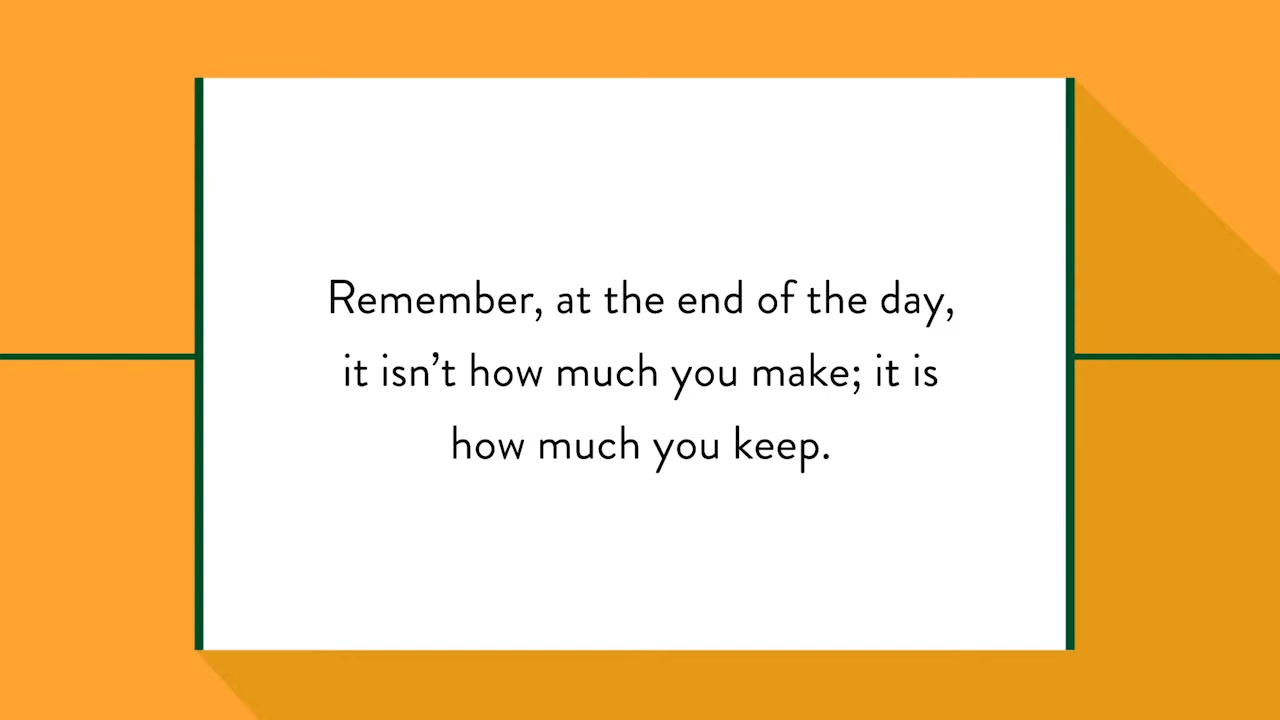 Remember, at the end of the day,
it isn’t how much you make; it is
how much you keep.